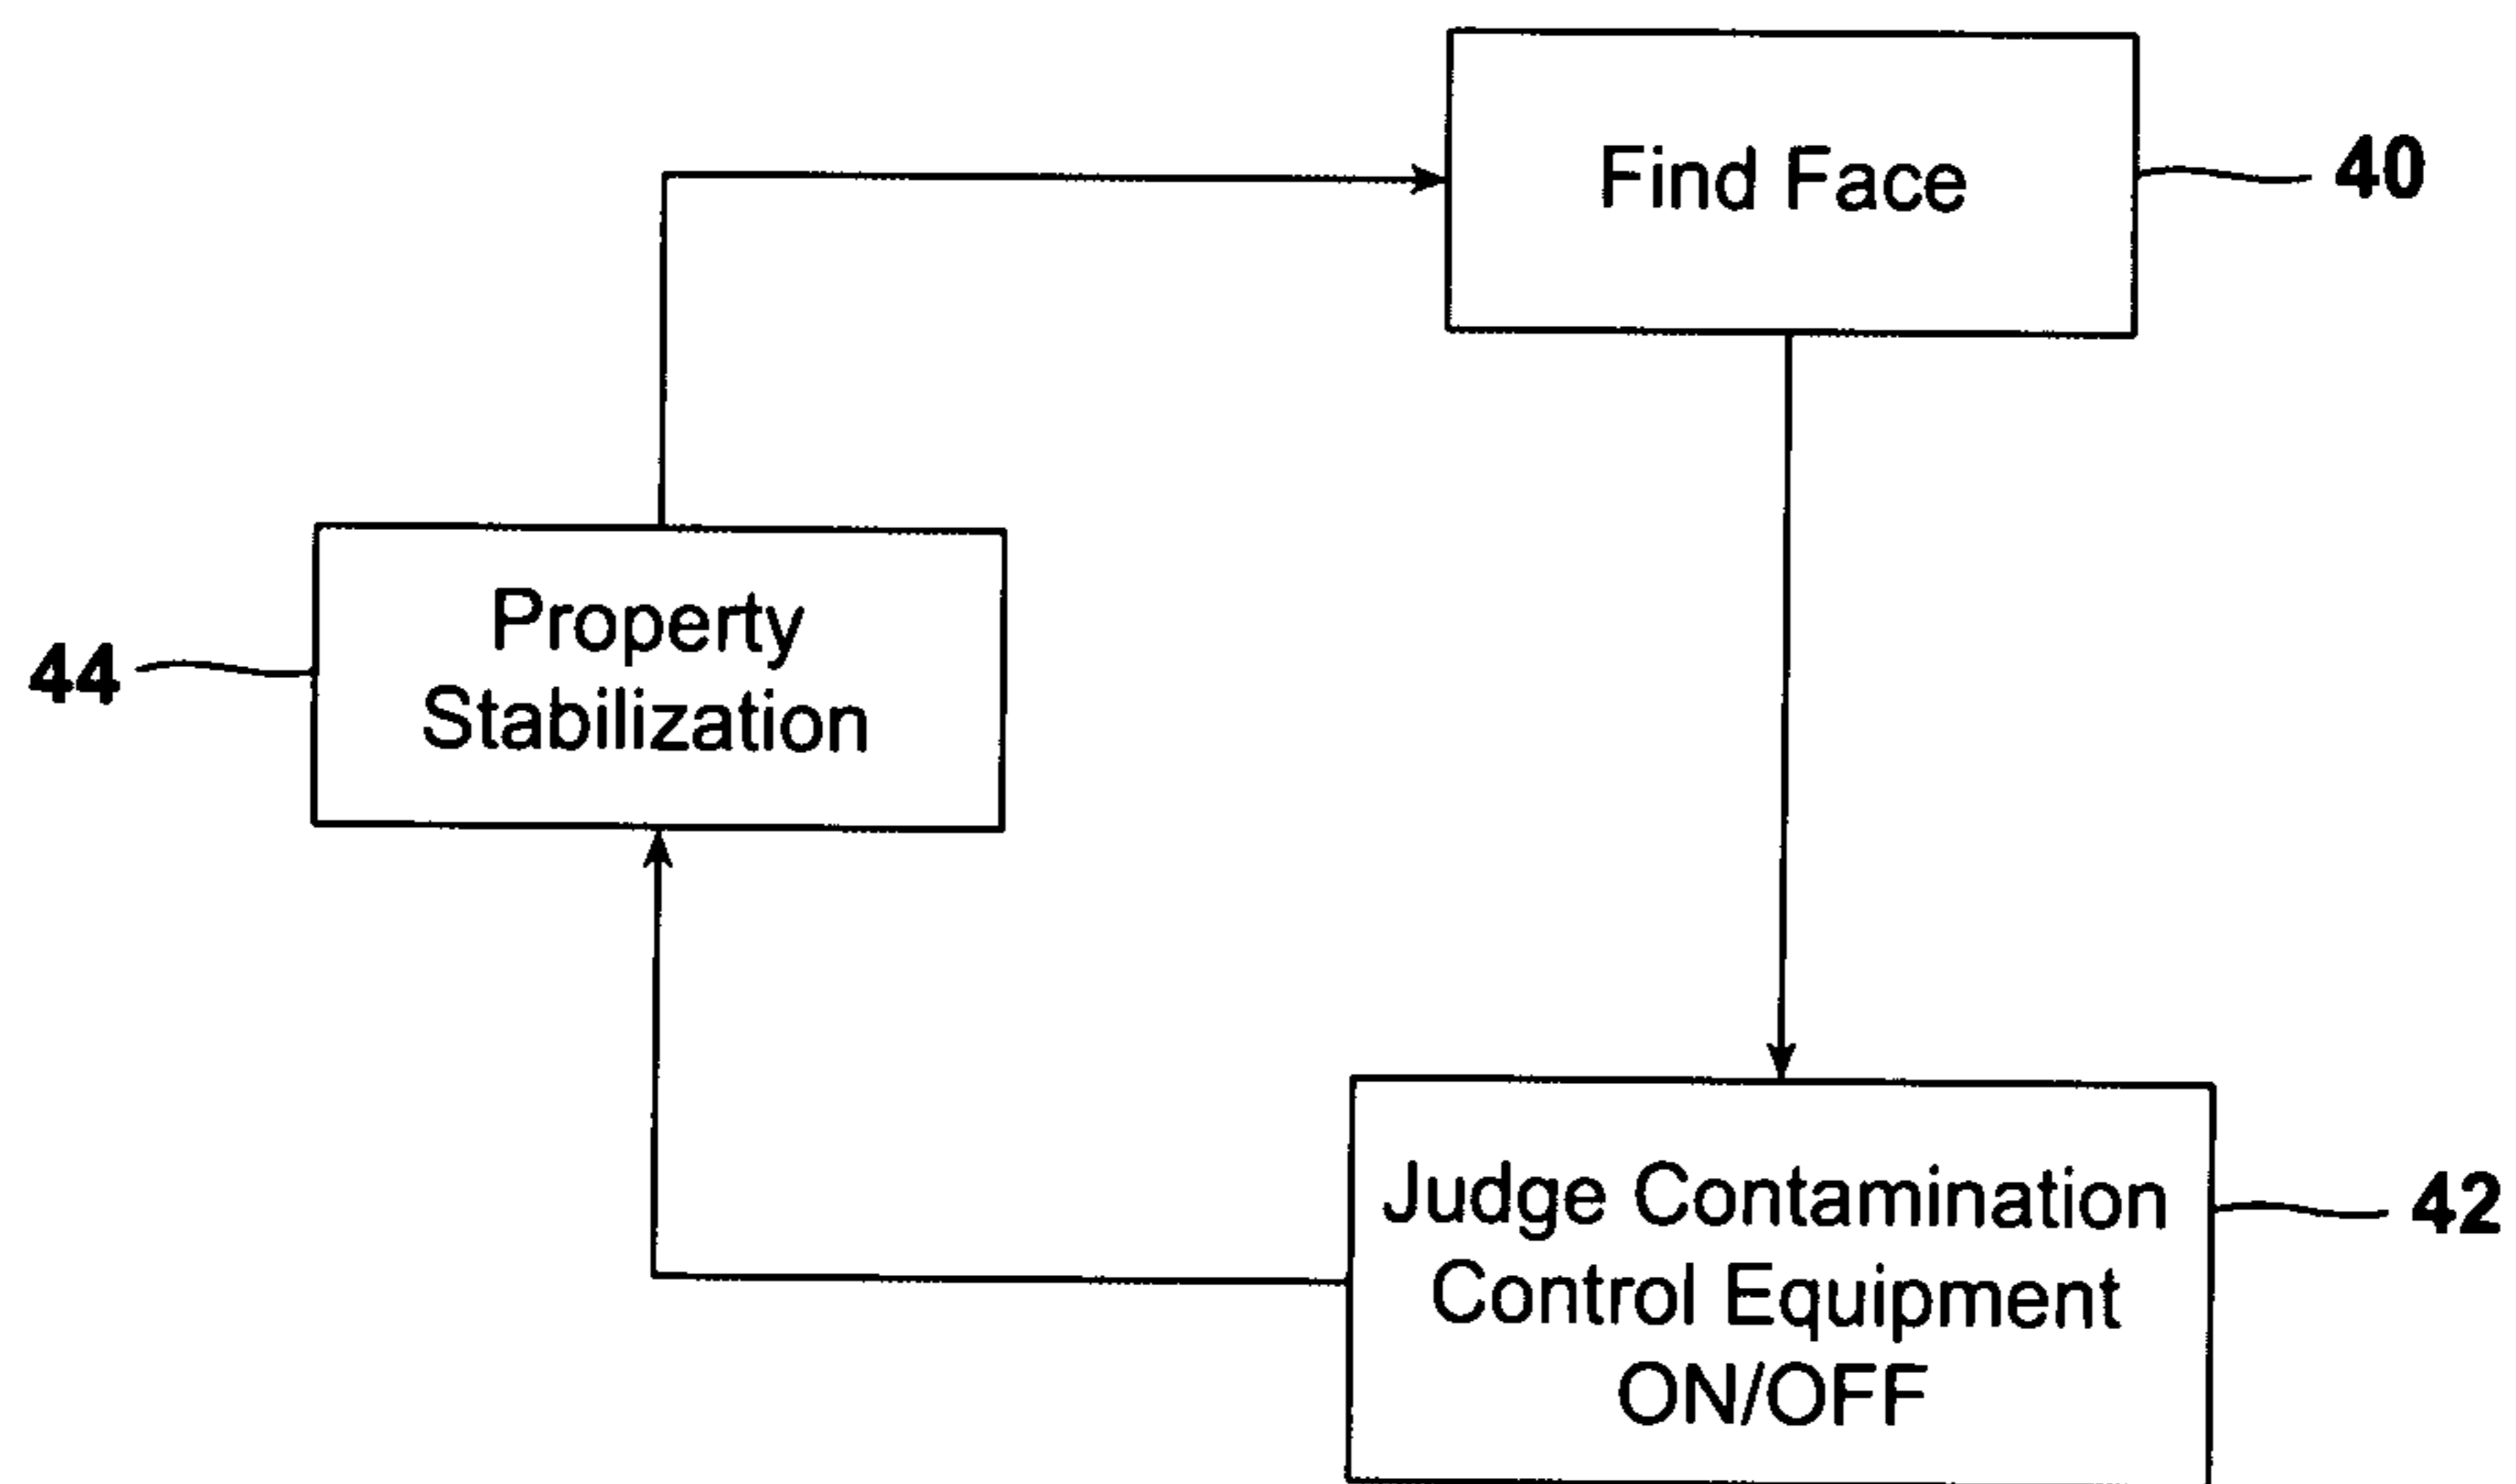 Find Face
40
Property
Stabilization
44
Judge Contamination
Control Equipment
ON/OFF
42